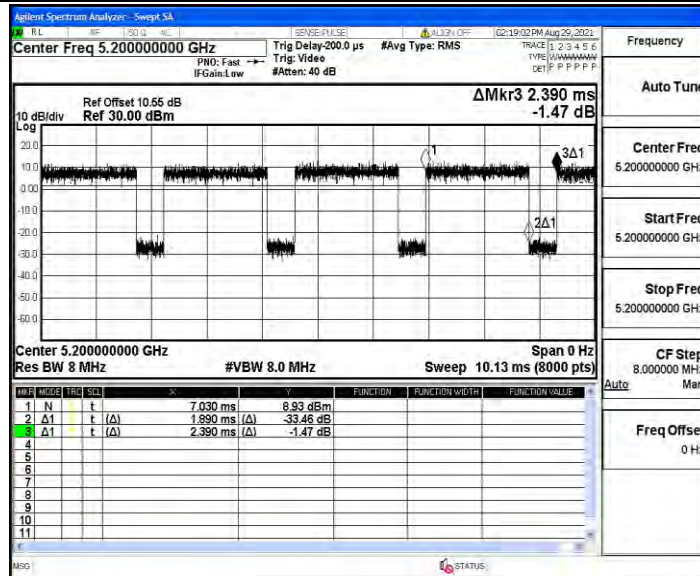 Agilent Spectrum Analyzer - Swept SA
RL RF 50 Ω AC SENSE:PULSE ALIGN OFF 02:19:02 PM Aug 29, 2021
Center Freq 5.200000000 GHz
PNO: Fast
IFGain:Low
Trig Delay-200.0 µs
Trig: Video
#Atten: 40 dB
#Avg Type: RMS
TRACE 1 2 3 4 5 6
TYPE WWWWWW
DET P P P P P P
Ref Offset 10.55 dB
10 dB/div Ref 30.00 dBm
Log
ΔMkr3 2.390 ms
-1.47 dB
20.0
10.0
0.00
-10.0
-20.0
-30.0
-40.0
-50.0
-60.0
1
3Δ1
2Δ1
Center 5.200000000 GHz Span 0 Hz
Res BW 8 MHz #VBW 8.0 MHz Sweep 10.13 ms (8000 pts)
MKR MODE TRC SCL X Y FUNCTION FUNCTION WIDTH FUNCTION VALUE
1 N t 7.030 ms 8.93 dBm
2 Δ1 t (Δ) 1.890 ms (Δ) -33.46 dB
3 Δ1 t (Δ) 2.390 ms (Δ) -1.47 dB
4
5
6
7
8
9
10
11
MSG STATUS
Frequency
Auto Tune
Center Freq
5.200000000 GHz
Start Freq
5.200000000 GHz
Stop Freq
5.200000000 GHz
CF Step
8.000000 MHz
Auto Man
Freq Offset
0 Hz